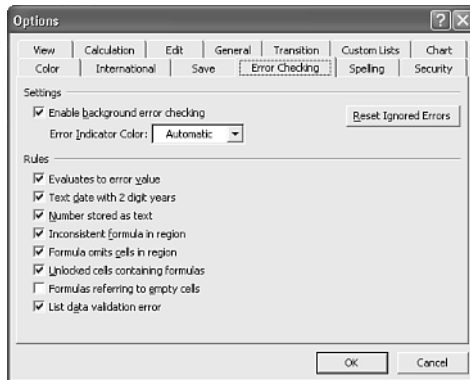 Options
View Calculation Edit General Transition Custom Lists Chart
Color International Save Error Checking Spelling Security
Settings
Enable background error checking
Reset Ignored Errors
Error Indicator Color: Automatic
Rules
Evaluates to error value
Text date with 2 digit years
Number stored as text
Inconsistent formula in region
Formula omits cells in region
Unlocked cells containing formulas
Formulas referring to empty cells
List data validation error
OK Cancel